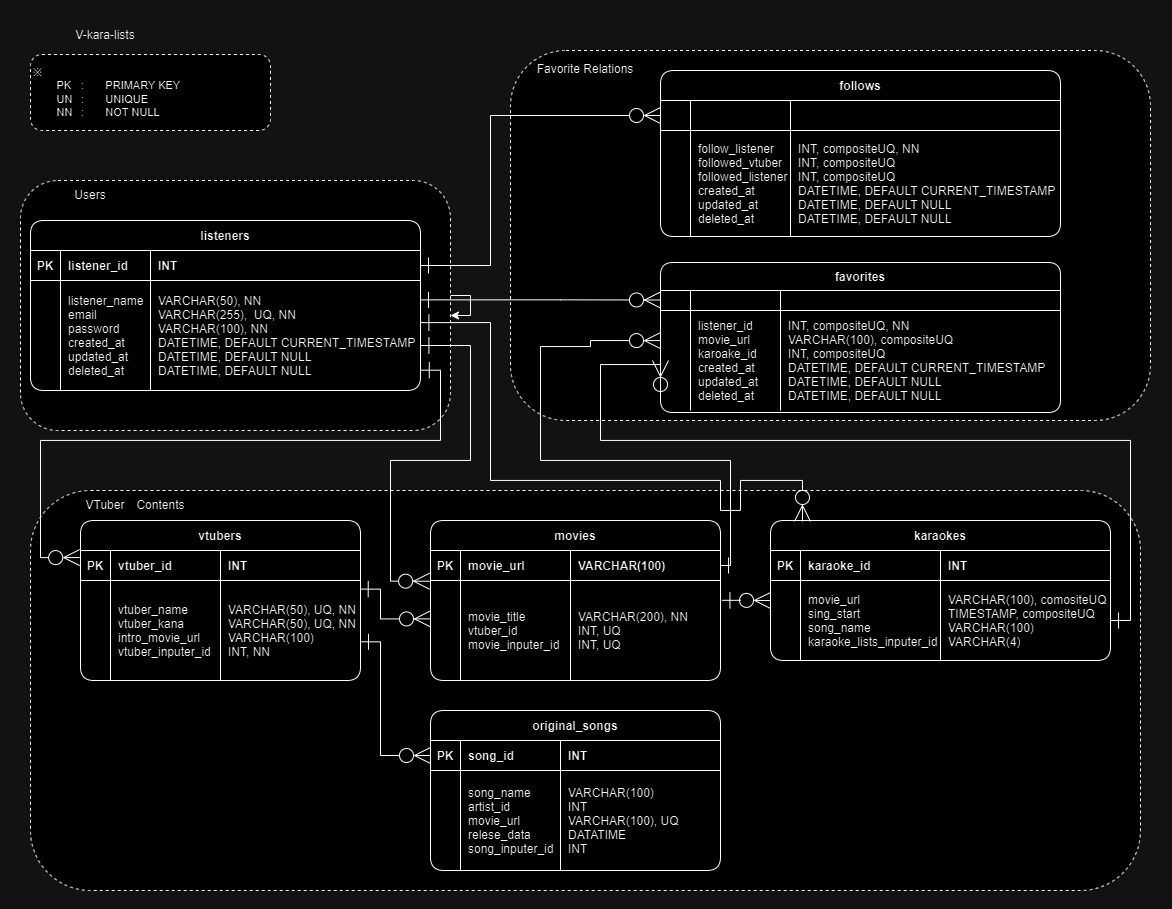 V-kara-lists
※
PK : PRIMARY KEY
UN : UNIQUE
NN : NOT NULL
Favorite Relations
follows
follow_listener INT, compositeUQ, NN
followed_vtuber INT, compositeUQ
followed_listener INT, compositeUQ
created_at DATETIME, DEFAULT CURRENT_TIMESTAMP
updated_at DATETIME, DEFAULT NULL
deleted_at DATETIME, DEFAULT NULL
Users
listeners
PK listener_id INT
listener_name VARCHAR(50), NN
email VARCHAR(255), UQ, NN
password VARCHAR(100), NN
created_at DATETIME, DEFAULT CURRENT_TIMESTAMP
updated_at DATETIME, DEFAULT NULL
deleted_at DATETIME, DEFAULT NULL
favorites
listener_id INT, compositeUQ, NN
movie_url VARCHAR(100), compositeUQ
karoake_id INT, compositeUQ
created_at DATETIME, DEFAULT CURRENT_TIMESTAMP
updated_at DATETIME, DEFAULT NULL
deleted_at DATETIME, DEFAULT NULL
VTuber Contents
vtubers
PK vtuber_id INT
vtuber_name VARCHAR(50), UQ, NN
vtuber_kana VARCHAR(50), UQ, NN
intro_movie_url VARCHAR(100)
vtuber_inputer_id INT, NN
movies
PK movie_url VARCHAR(100)
movie_title VARCHAR(200), NN
vtuber_id INT, UQ
movie_inputer_id INT, UQ
karaokes
PK karaoke_id INT
movie_url VARCHAR(100), comositeUQ
sing_start TIMESTAMP, compositeUQ
song_name VARCHAR(100)
karaoke_lists_inputer_id VARCHAR(4)
original_songs
PK song_id INT
song_name VARCHAR(100)
artist_id INT
movie_url VARCHAR(100), UQ
relese_data DATATIME
song_inputer_id INT